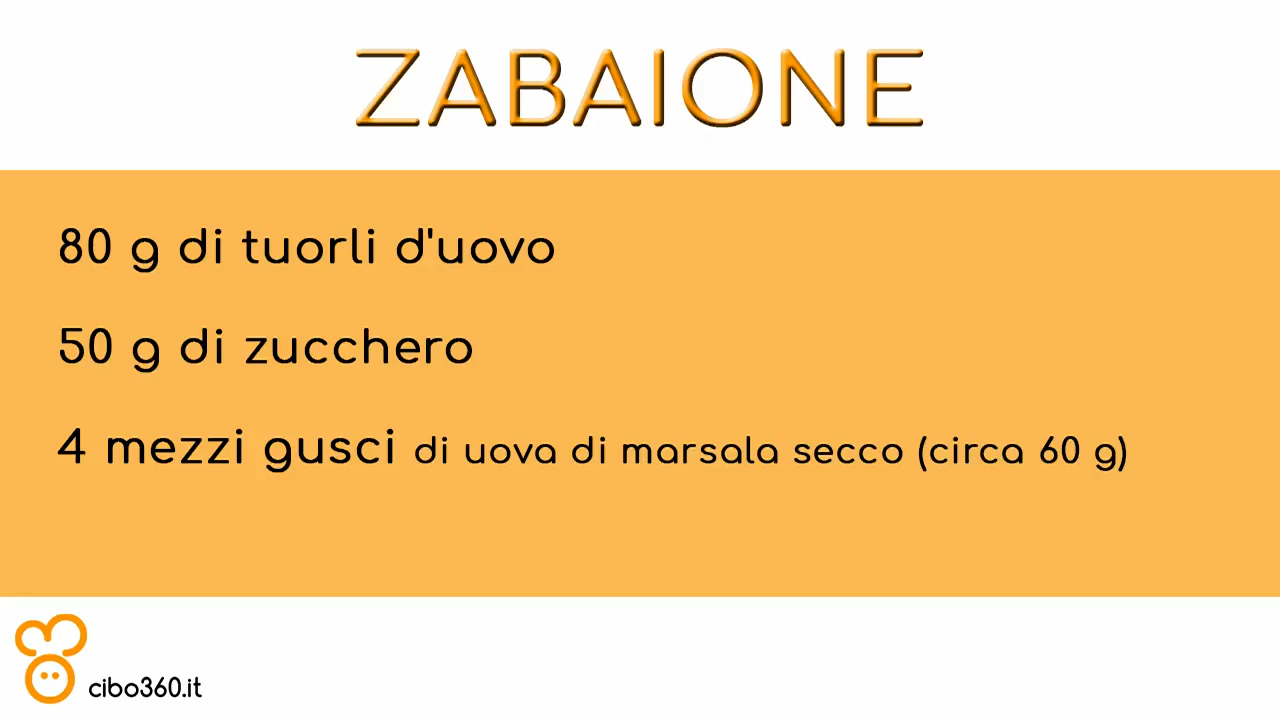 ZABAIONE
80 g di tuorli d'uovo
50 g di zucchero
4 mezzi gusci di uova di marsala secco (circa 60 g)
cibo360.it